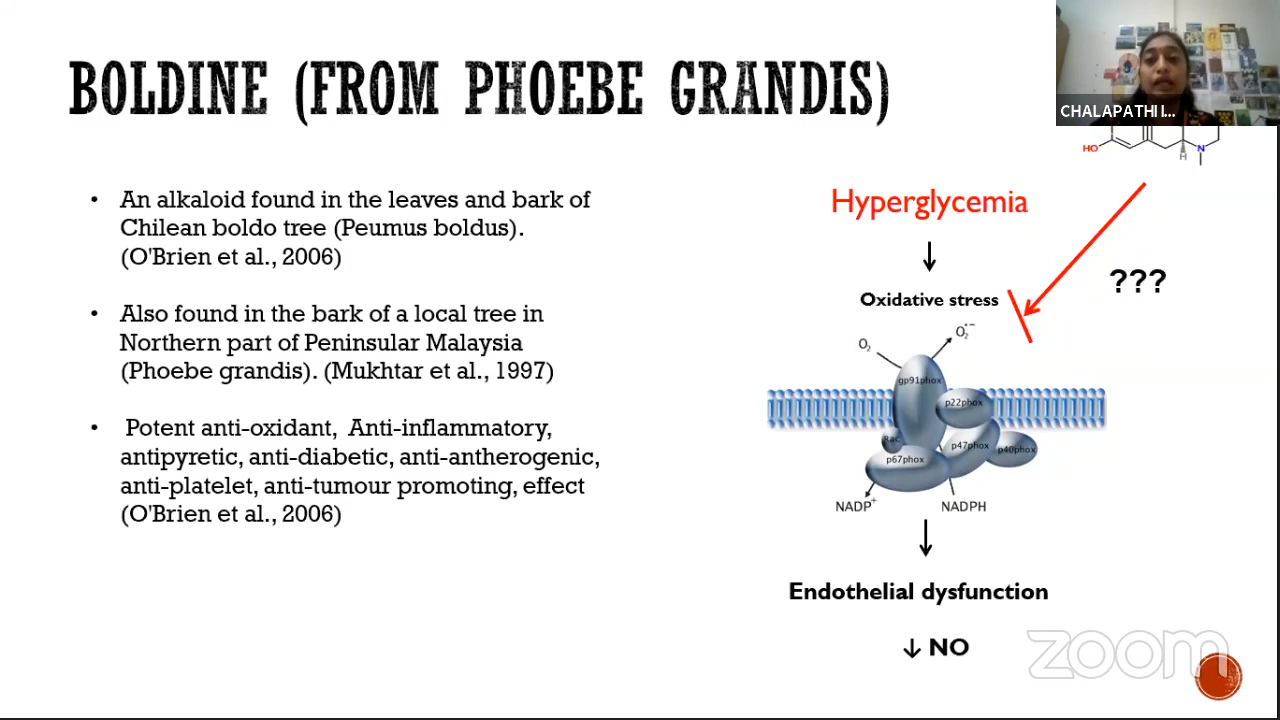 BOLDINE (FROM PHOEBE GRANDIS)
CHALAPATHI I...
HO
H
N
• An alkaloid found in the leaves and bark of
Chilean boldo tree (Peumus boldus).
(O'Brien et al., 2006)
• Also found in the bark of a local tree in
Northern part of Peninsular Malaysia
(Phoebe grandis). (Mukhtar et al., 1997)
• Potent anti-oxidant, Anti-inflammatory,
antipyretic, anti-diabetic, anti-antherogenic,
anti-platelet, anti-tumour promoting, effect
(O'Brien et al., 2006)
Hyperglycemia
???
Oxidative stress
O₂
O₂•−
gp91phox
p22phox
Rac
p47phox
p40phox
p67phox
NADP⁺
NADPH
Endothelial dysfunction
↓ NO
zoom